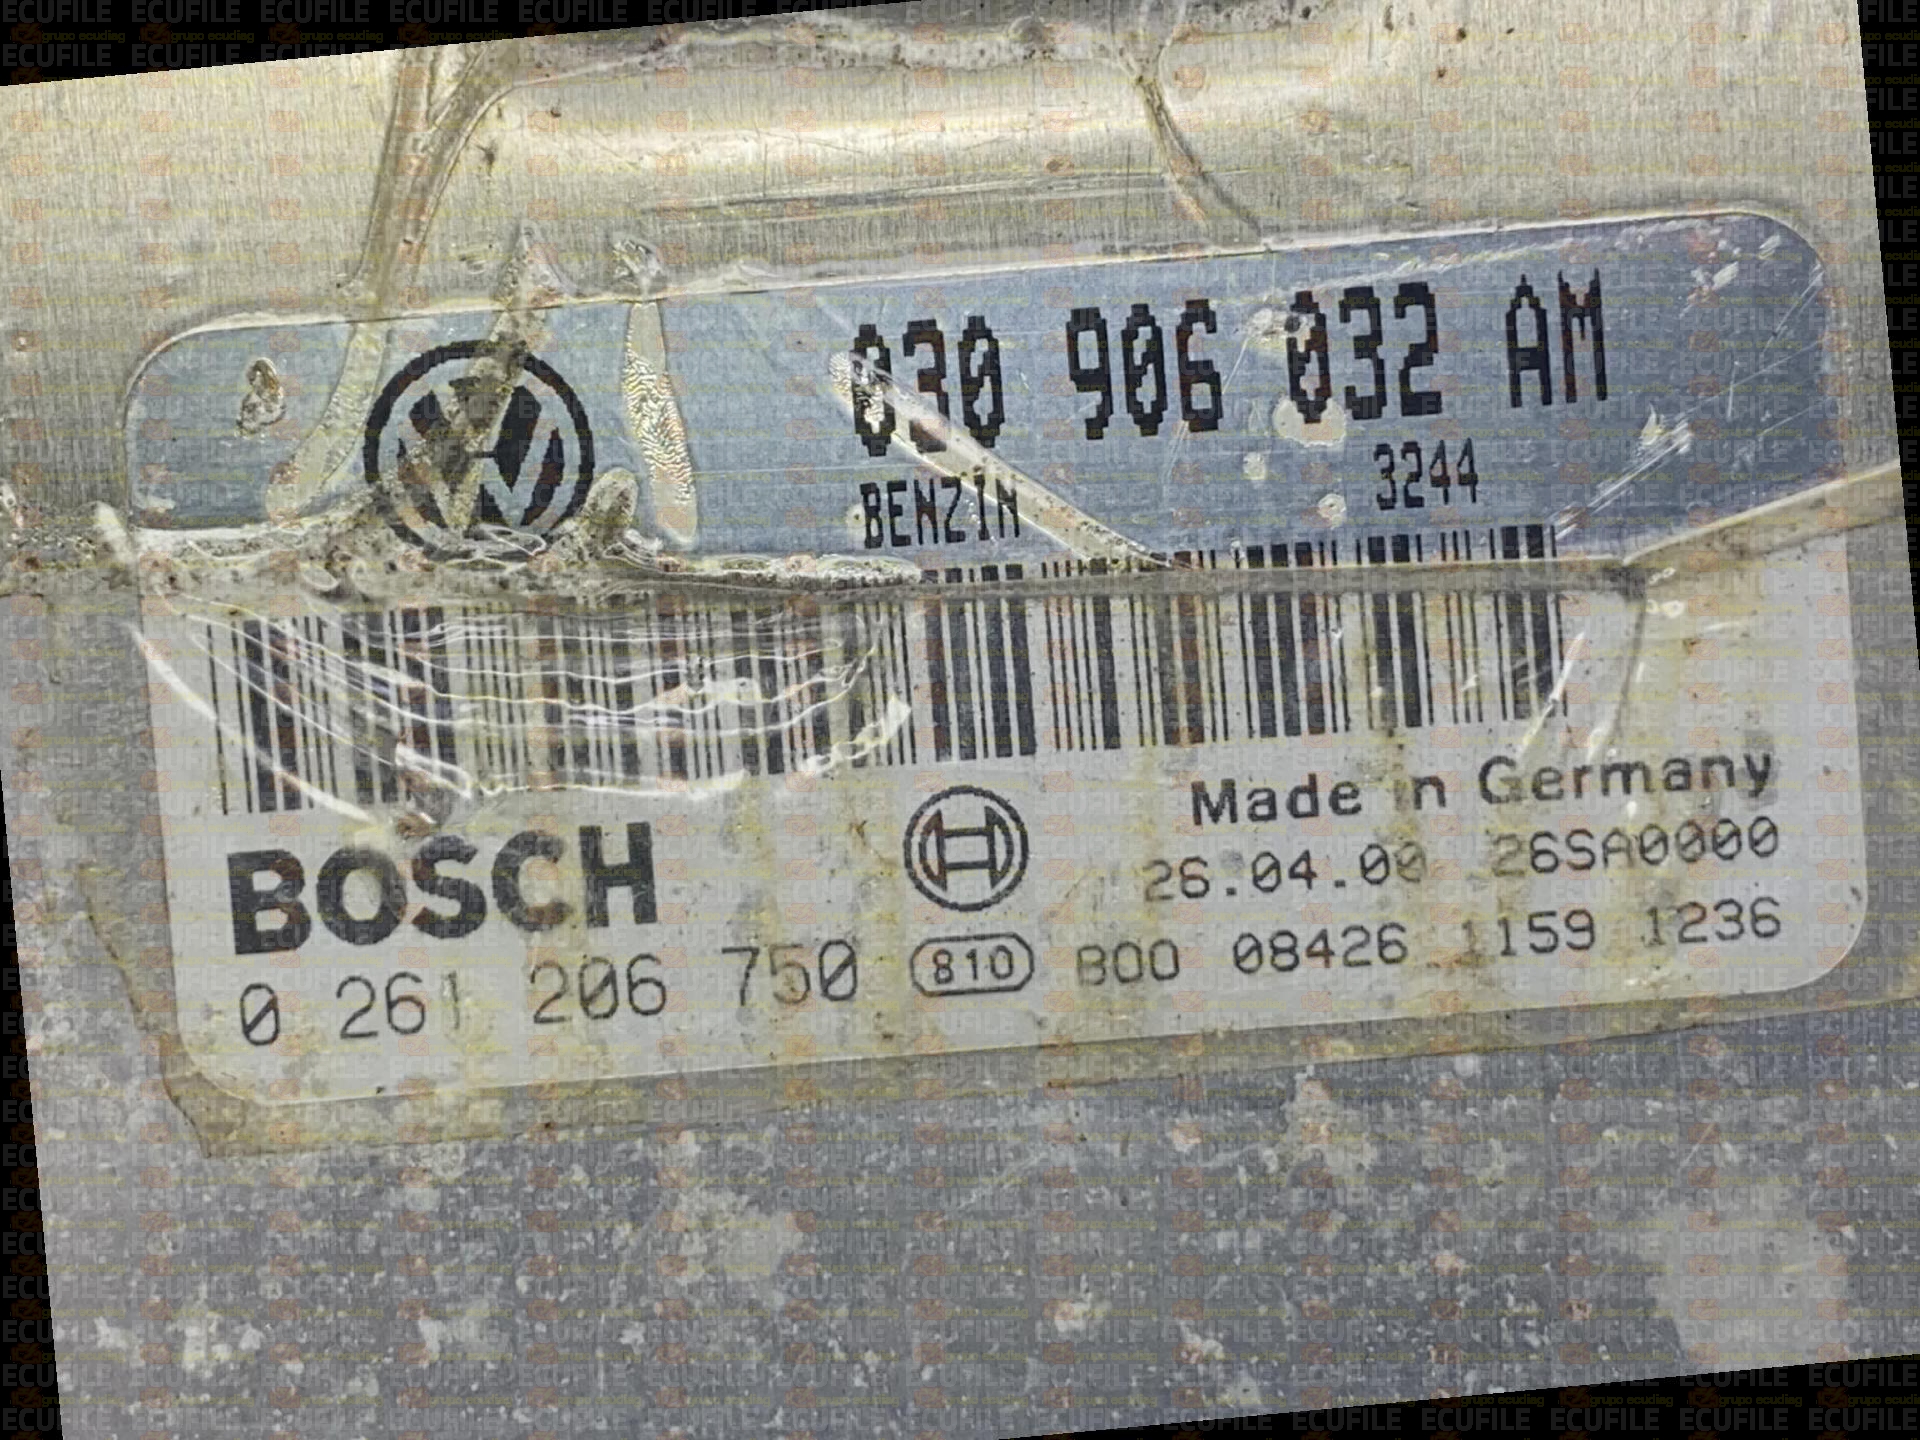 030 906 032 AM
BENZIN 3244
BOSCH
Made in Germany
26.04.00 26SA0000
0 261 206 750 810 B00 08426 1159 1236